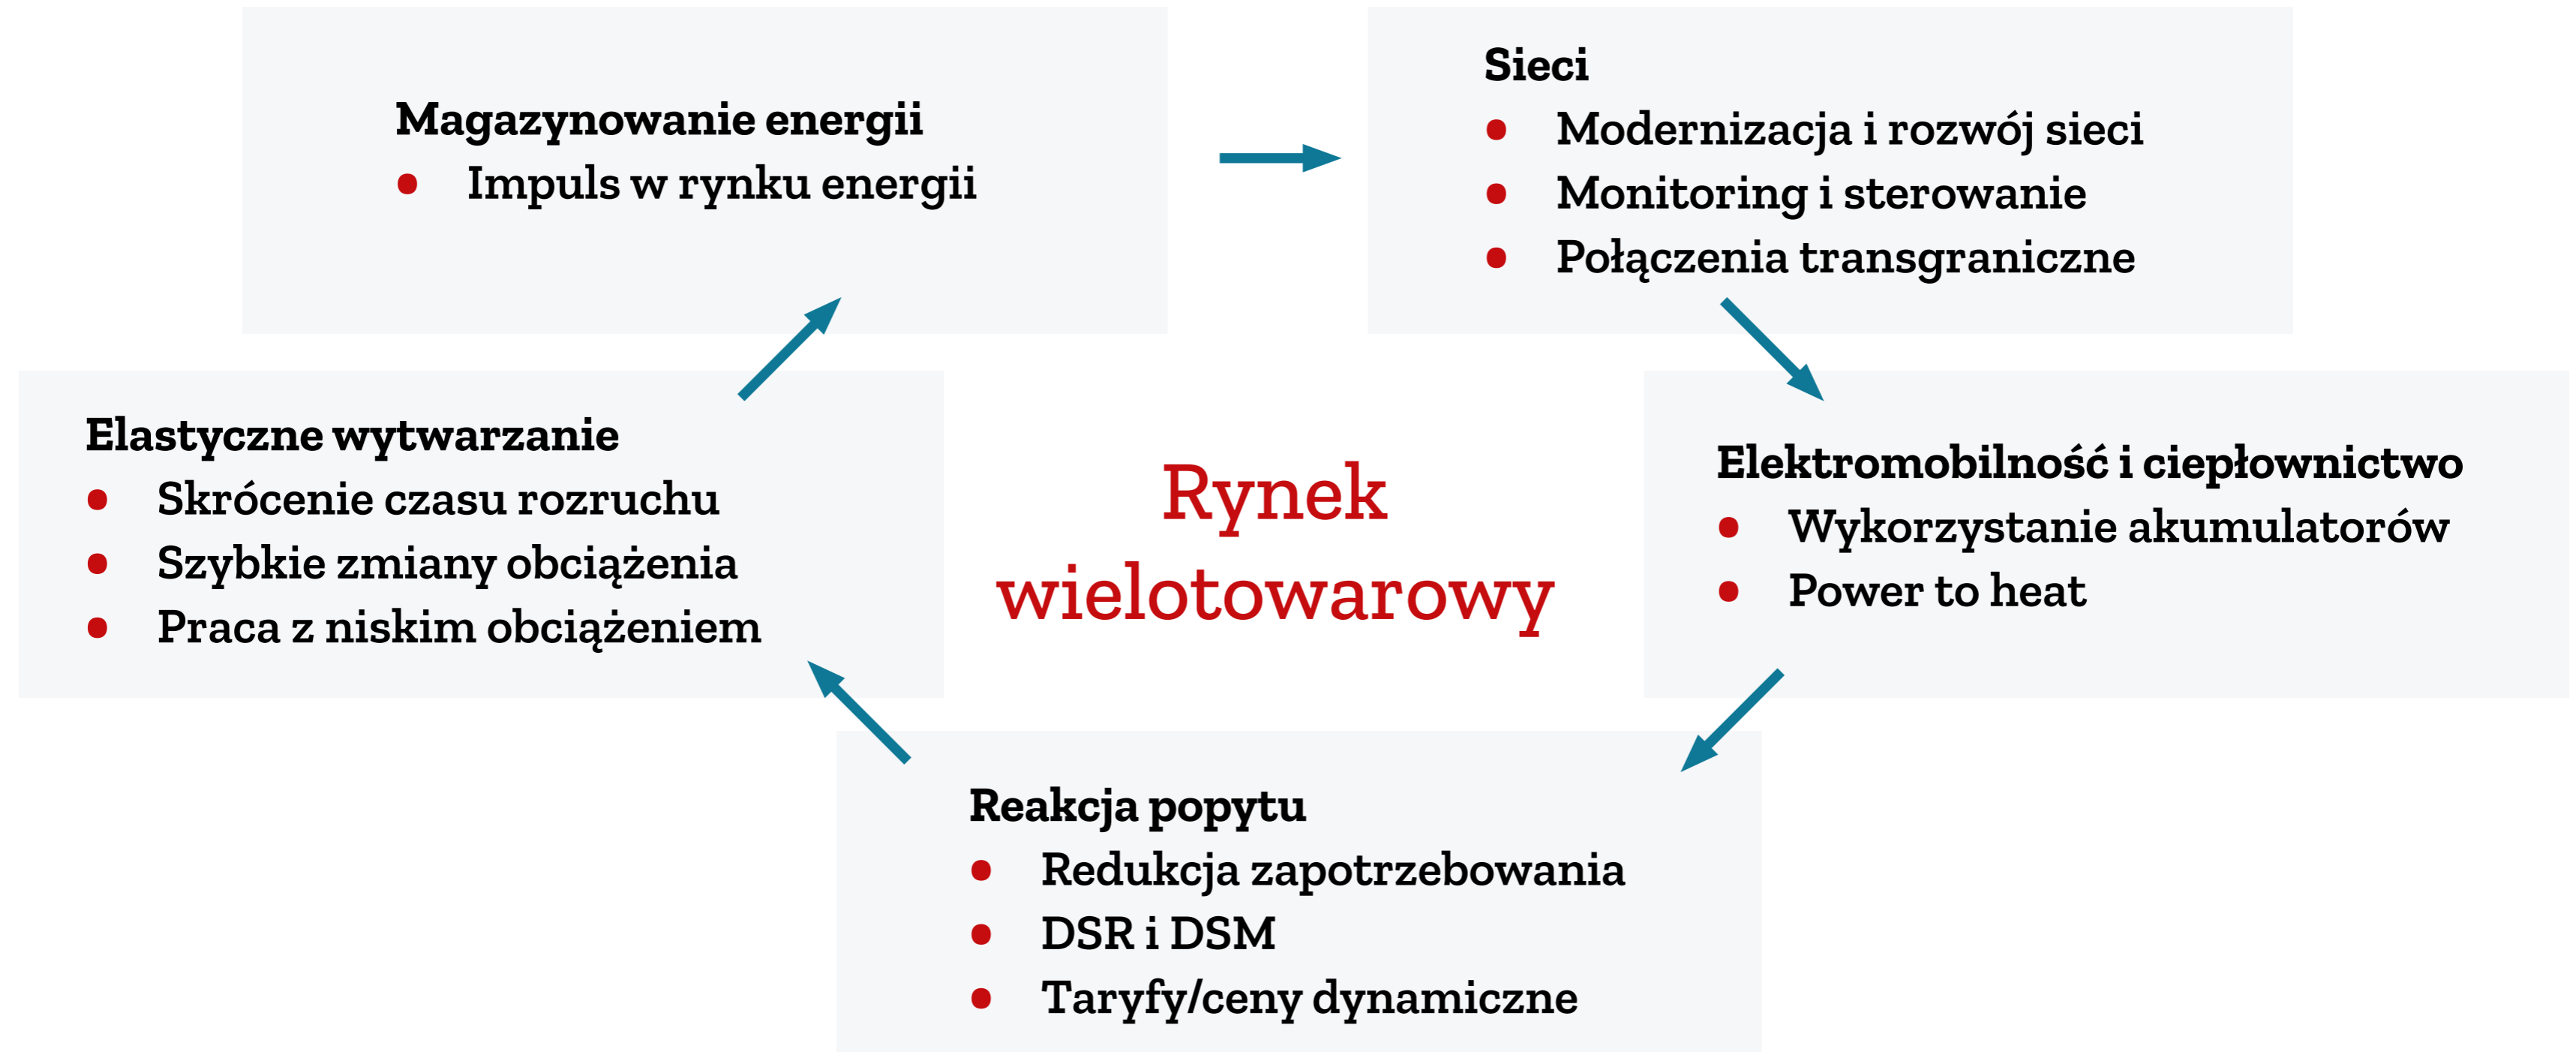 Magazynowanie energii
• Impuls w rynku energii
Sieci
• Modernizacja i rozwój sieci
• Monitoring i sterowanie
• Połączenia transgraniczne
Elastyczne wytwarzanie
• Skrócenie czasu rozruchu
• Szybkie zmiany obciążenia
• Praca z niskim obciążeniem
Rynek
wielotowarowy
Elektromobilność i ciepłownictwo
• Wykorzystanie akumulatorów
• Power to heat
Reakcja popytu
• Redukcja zapotrzebowania
• DSR i DSM
• Taryfy/ceny dynamiczne